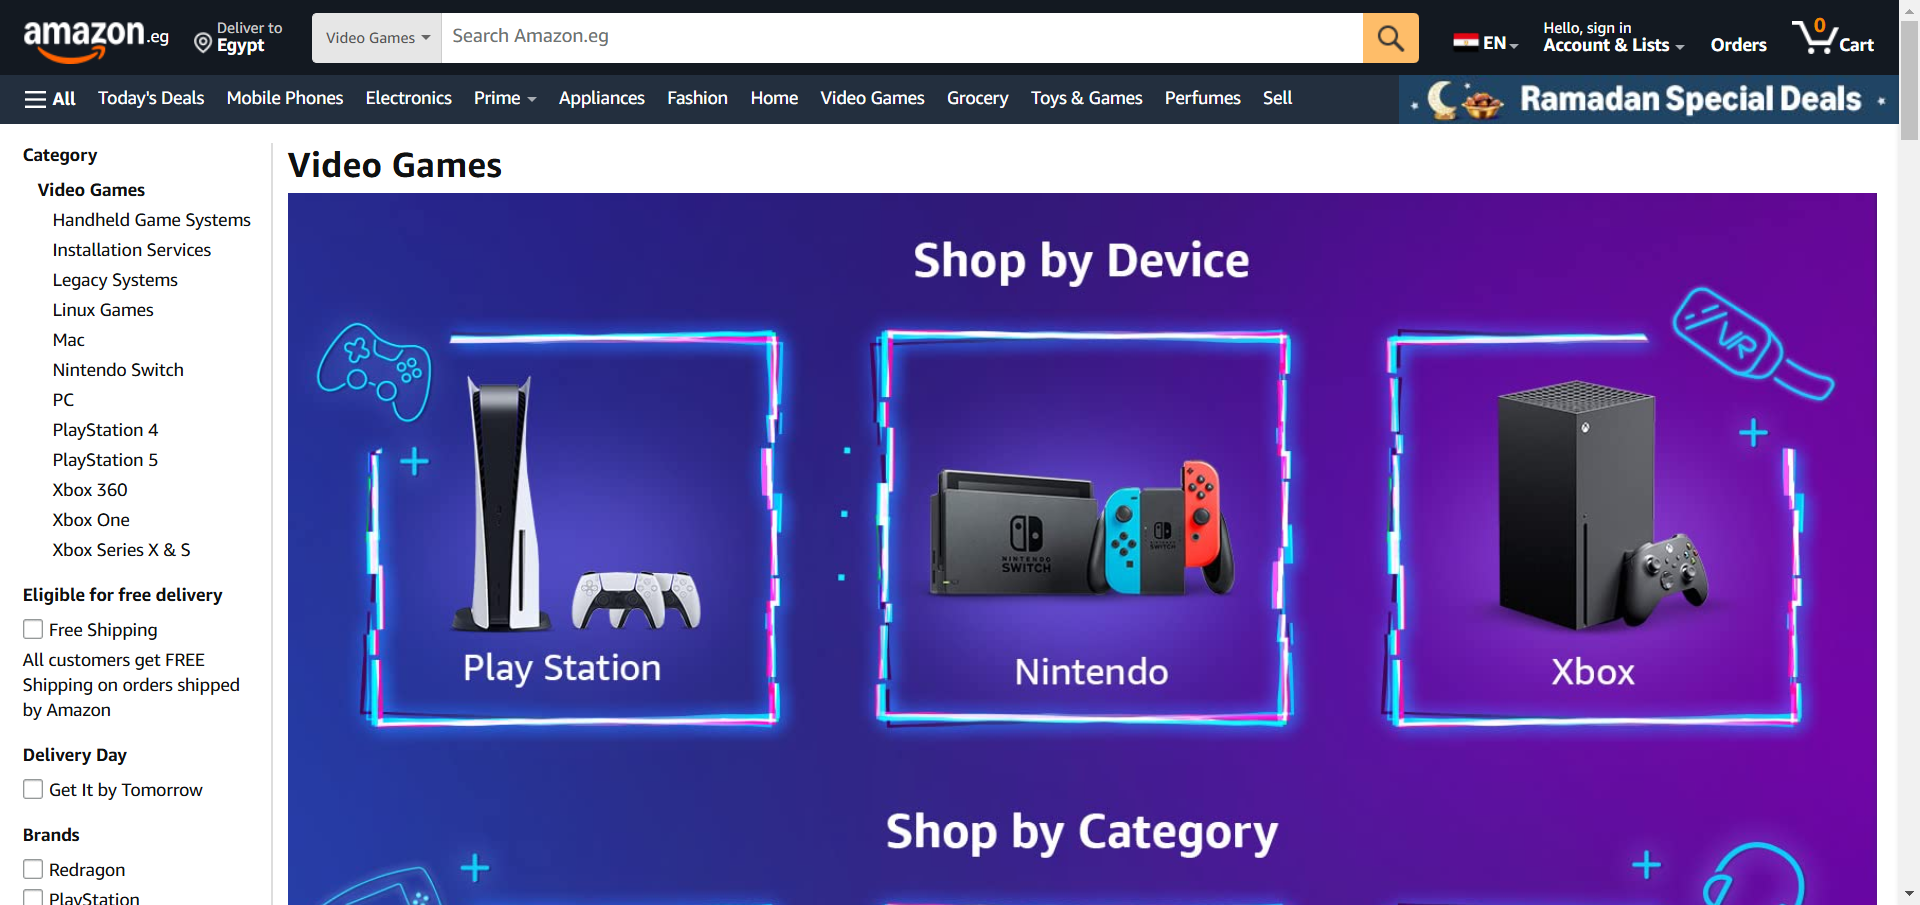 amazon.eg
Deliver to
Egypt
Video Games
Search Amazon.eg
EN
Hello, sign in
Account & Lists
Orders
0
Cart
All
Today's Deals
Mobile Phones
Electronics
Prime
Appliances
Fashion
Home
Video Games
Grocery
Toys & Games
Perfumes
Sell
Ramadan Special Deals
Category
Video Games
Handheld Game Systems
Installation Services
Legacy Systems
Linux Games
Mac
Nintendo Switch
PC
PlayStation 4
PlayStation 5
Xbox 360
Xbox One
Xbox Series X & S
Eligible for free delivery
Free Shipping
All customers get FREE
Shipping on orders shipped
by Amazon
Delivery Day
Get It by Tomorrow
Brands
Redragon
PlayStation
Video Games
Shop by Device
VR
Play Station
NINTENDO
SWITCH
NINTENDO
SWITCH
Nintendo
Xbox
Shop by Category